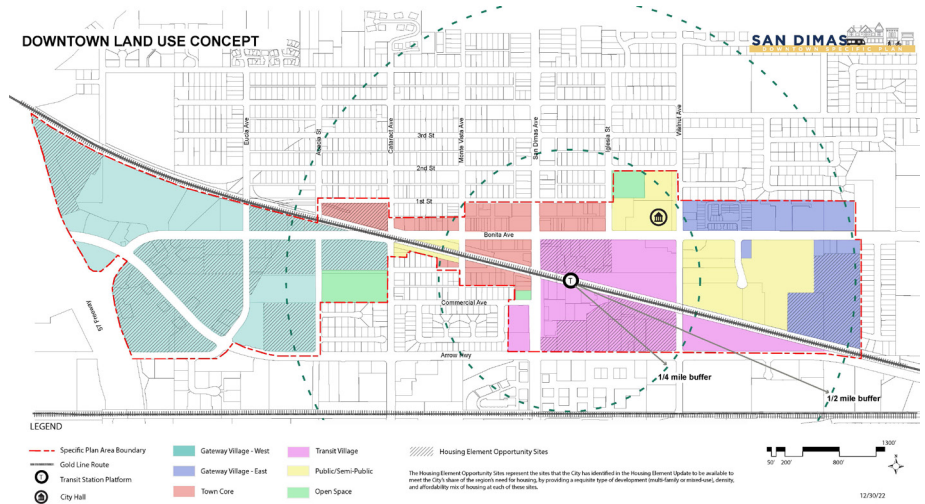 DOWNTOWN LAND USE CONCEPT
SAN DIMAS
DOWNTOWN SPECIFIC PLAN
Eucla Ave
Acacia St
Cataract Ave
Monte Vista Ave
San Dimas Ave
Iglesia St
Walnut Ave
3rd St
2nd St
1st St
Bonita Ave
T
Commercial Ave
57 Freeway
Arrow Hwy
1/4 mile buffer
1/2 mile buffer
LEGEND
Specific Plan Area Boundary
Gold Line Route
T
Transit Station Platform
City Hall
Gateway Village - West
Gateway Village - East
Town Core
Transit Village
Public/Semi-Public
Open Space
Housing Element Opportunity Sites
The Housing Element Opportunity Sites represent the sites that the City has identified in the Housing Element Update to be available to
meet the City's share of the region's need for housing, by providing a requisite type of development (multi-family or mixed-use), density,
and affordability mix of housing at each of these sites.
1300'
50'
200'
800'
12/30/22